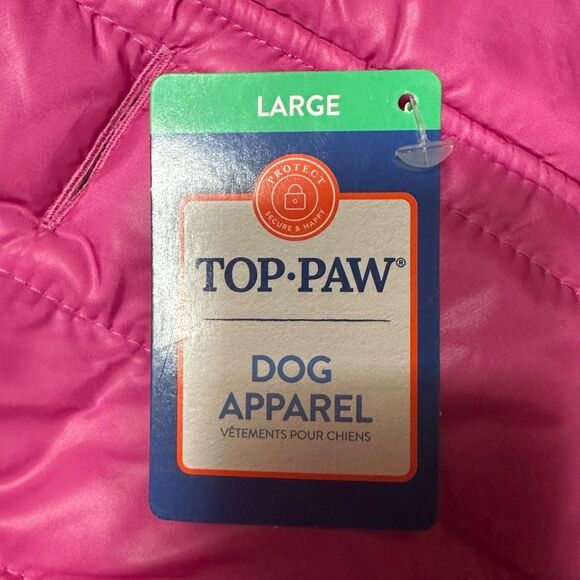 LARGE
PROTECT
SECURE & HAPPY
TOP·PAW®
DOG
APPAREL
VÊTEMENTS POUR CHIENS